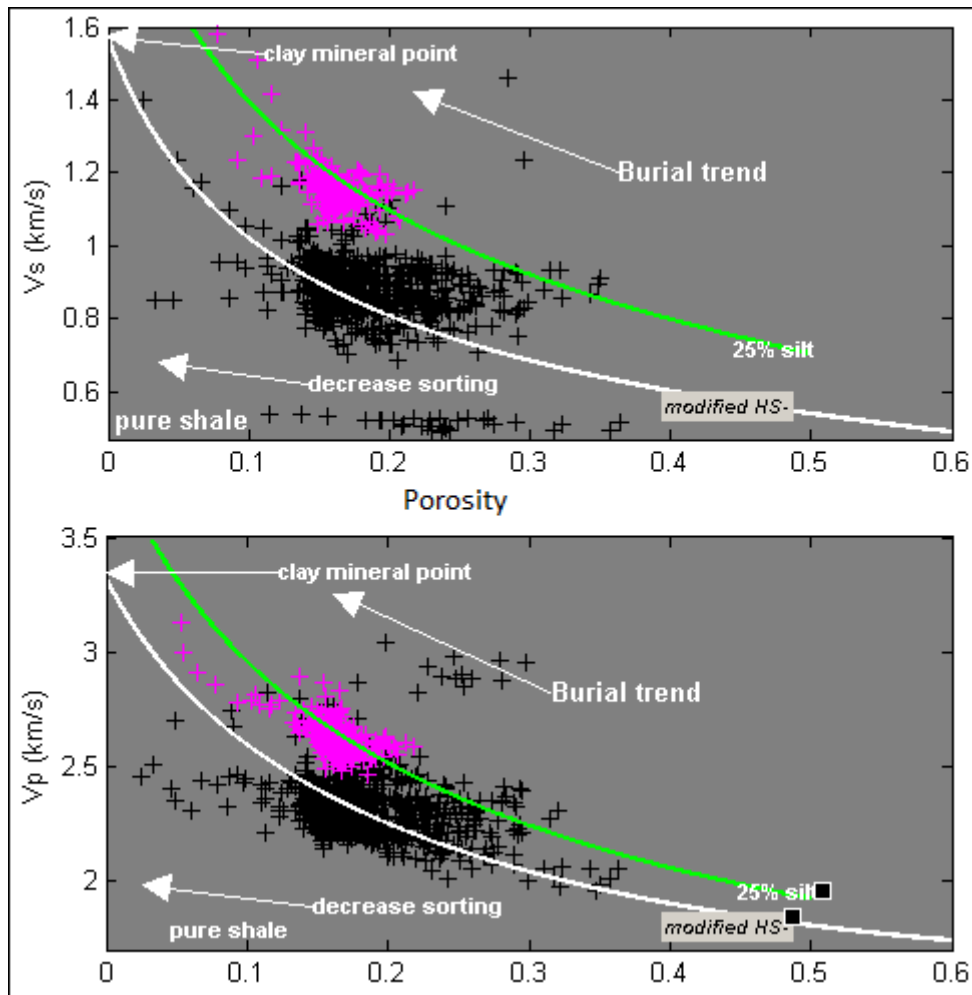 1.6
clay mineral point
1.4
Burial trend
1.2
Vs (km/s)
1
0.8
25% silt
decrease sorting
0.6
modified HS-
pure shale
0 0.1 0.2 0.3 0.4 0.5 0.6
Porosity
3.5
clay mineral point
Burial trend
3
Vp (km/s)
2.5
2
25% silt
decrease sorting
modified HS-
pure shale
0 0.1 0.2 0.3 0.4 0.5 0.6